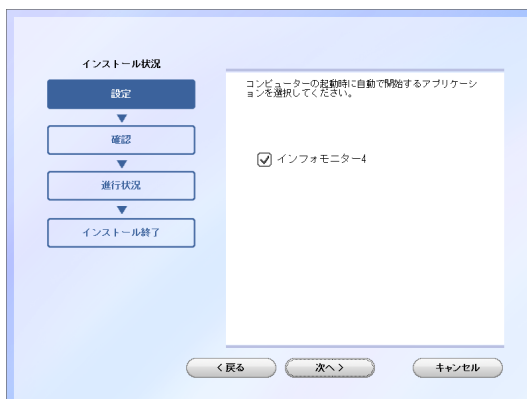 インストール状況
設定
確認
進行状況
インストール終了
コンピューターの起動時に自動で開始するアプリケーシ
ョンを選択してください。
インフォモニター4
< 戻る
次へ >
キャンセル